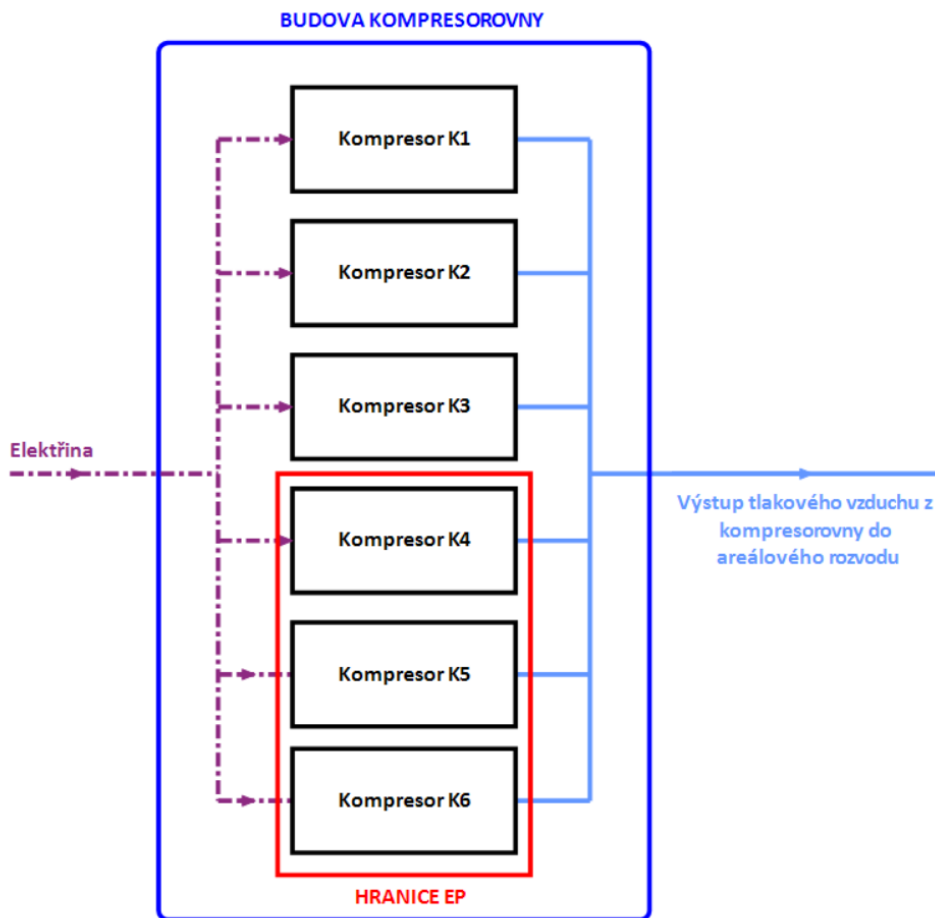 BUDOVA KOMPRESOROVNY
Kompresor K1
Kompresor K2
Kompresor K3
Elektřina
Kompresor K4
Výstup tlakového vzduchu z
kompresorovny do
areálového rozvodu
Kompresor K5
Kompresor K6
HRANICE EP